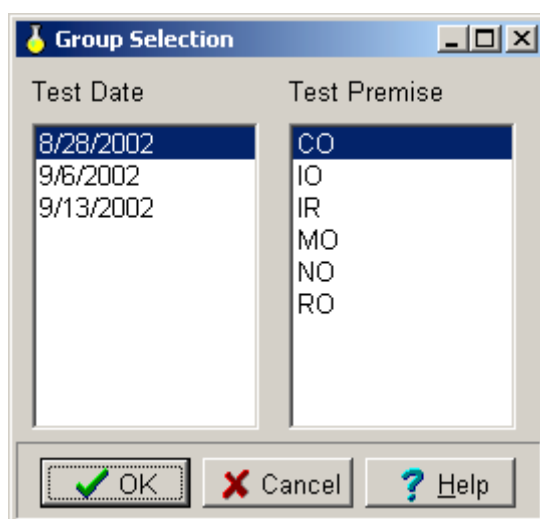 Group Selection
Test Date
8/28/2002
9/6/2002
9/13/2002
Test Premise
CO
IO
IR
MO
NO
RO
OK
Cancel
Help